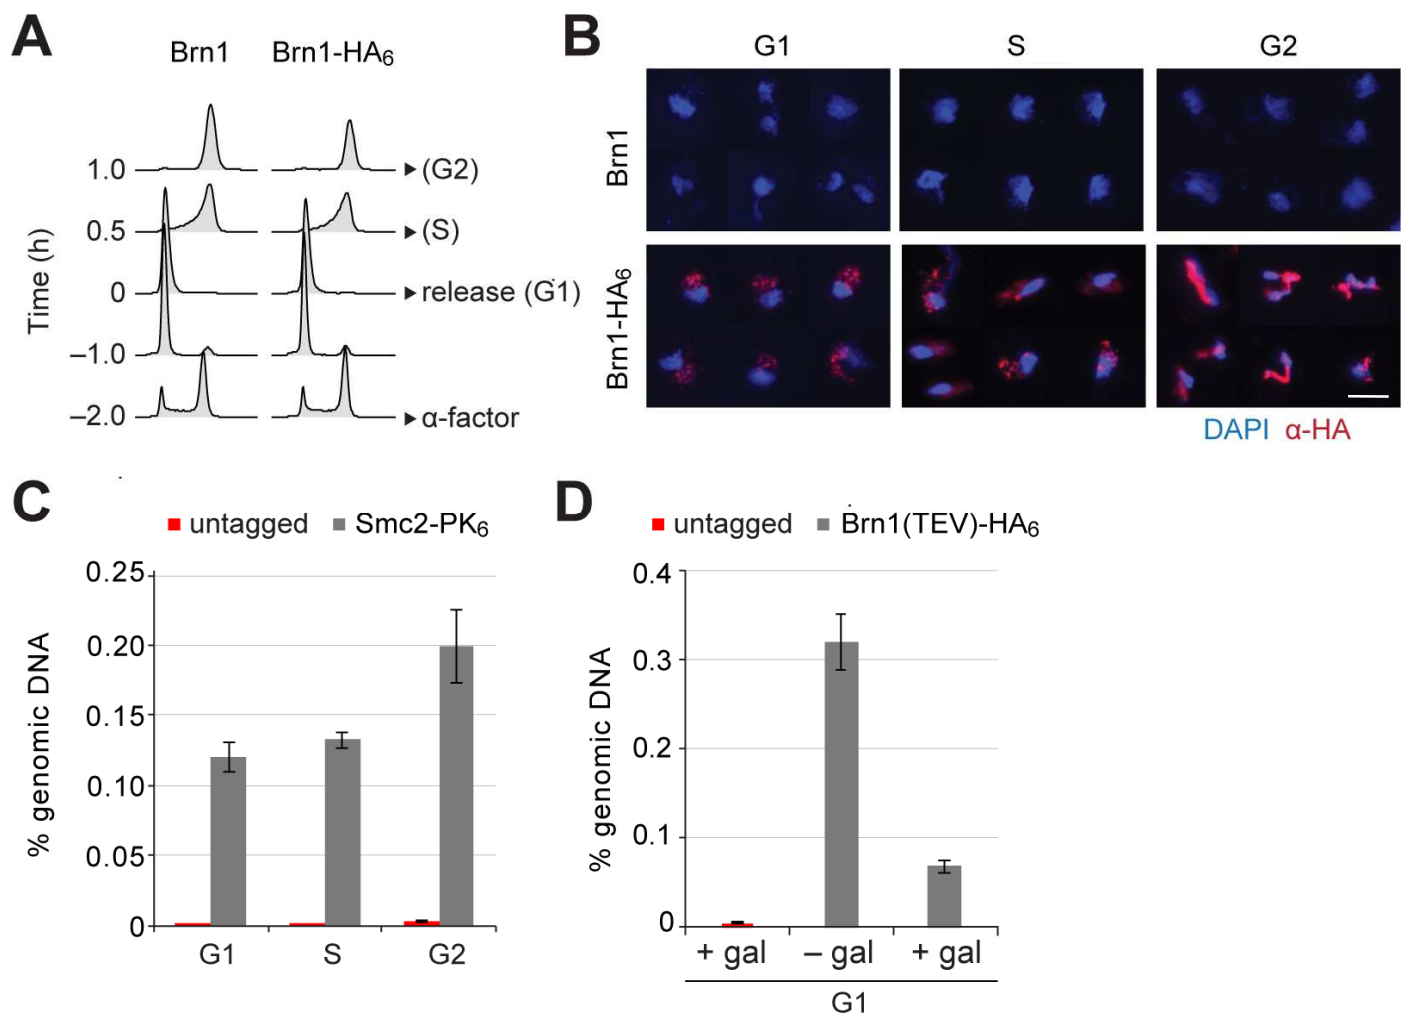 A
Brn1 Brn1-HA6
1.0 (G2)
0.5 (S)
0 release (G1)
–1.0
–2.0 α-factor
Time (h)
B
G1 S G2
Brn1
Brn1-HA6
DAPI α-HA
C
untagged Smc2-PK6
% genomic DNA
0.25
0.20
0.15
0.10
0.05
0
G1 S G2
D
untagged Brn1(TEV)-HA6
% genomic DNA
0.4
0.3
0.2
0.1
0
+ gal – gal + gal
G1